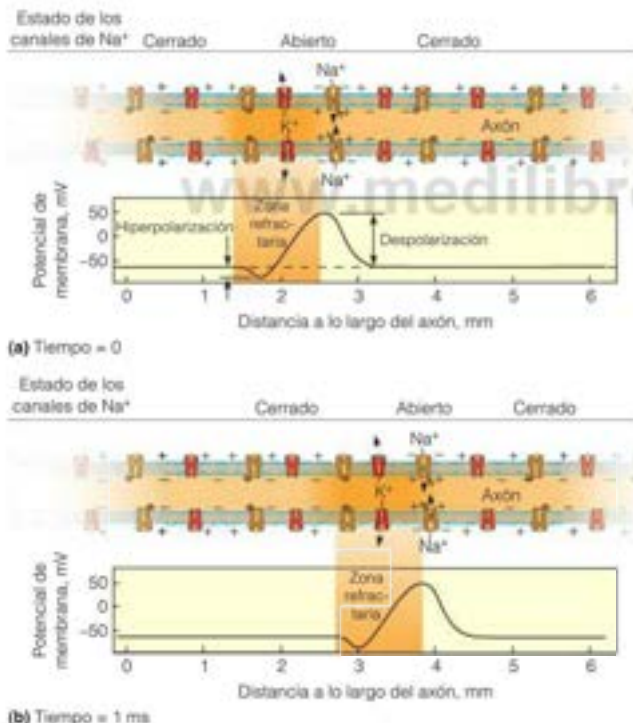 Estado de los
canales de Na⁺ Cerrado Abierto Cerrado
Na⁺
K⁺ Axón
Na⁺
www.medilibr
Potencial de
membrana, mV
50
0
−50
Hiperpolarización
Zona
refrac-
taria
Despolarización
0 1 2 3 4 5 6
Distancia a lo largo del axón, mm
(a) Tiempo = 0
Estado de los
canales de Na⁺ Cerrado Abierto Cerrado
Na⁺
K⁺ Axón
Na⁺
Potencial de
membrana, mV
50
0
−50
Zona
refrac-
taria
0 1 2 3 4 5 6
Distancia a lo largo del axón, mm
(b) Tiempo = 1 ms